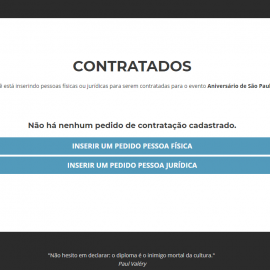 CONTRATADOS
está inserindo pessoas físicas ou jurídicas para serem contratadas para o evento Aniversário de São
Não há nenhum pedido de contratação cadastrado.
INSERIR UM PEDIDO PESSOA FÍSICA
INSERIR UM PEDIDO PESSOA JURÍDICA
"Não hesito em declarar: o diploma é o inimigo mortal da cultura."
Paul Valéry